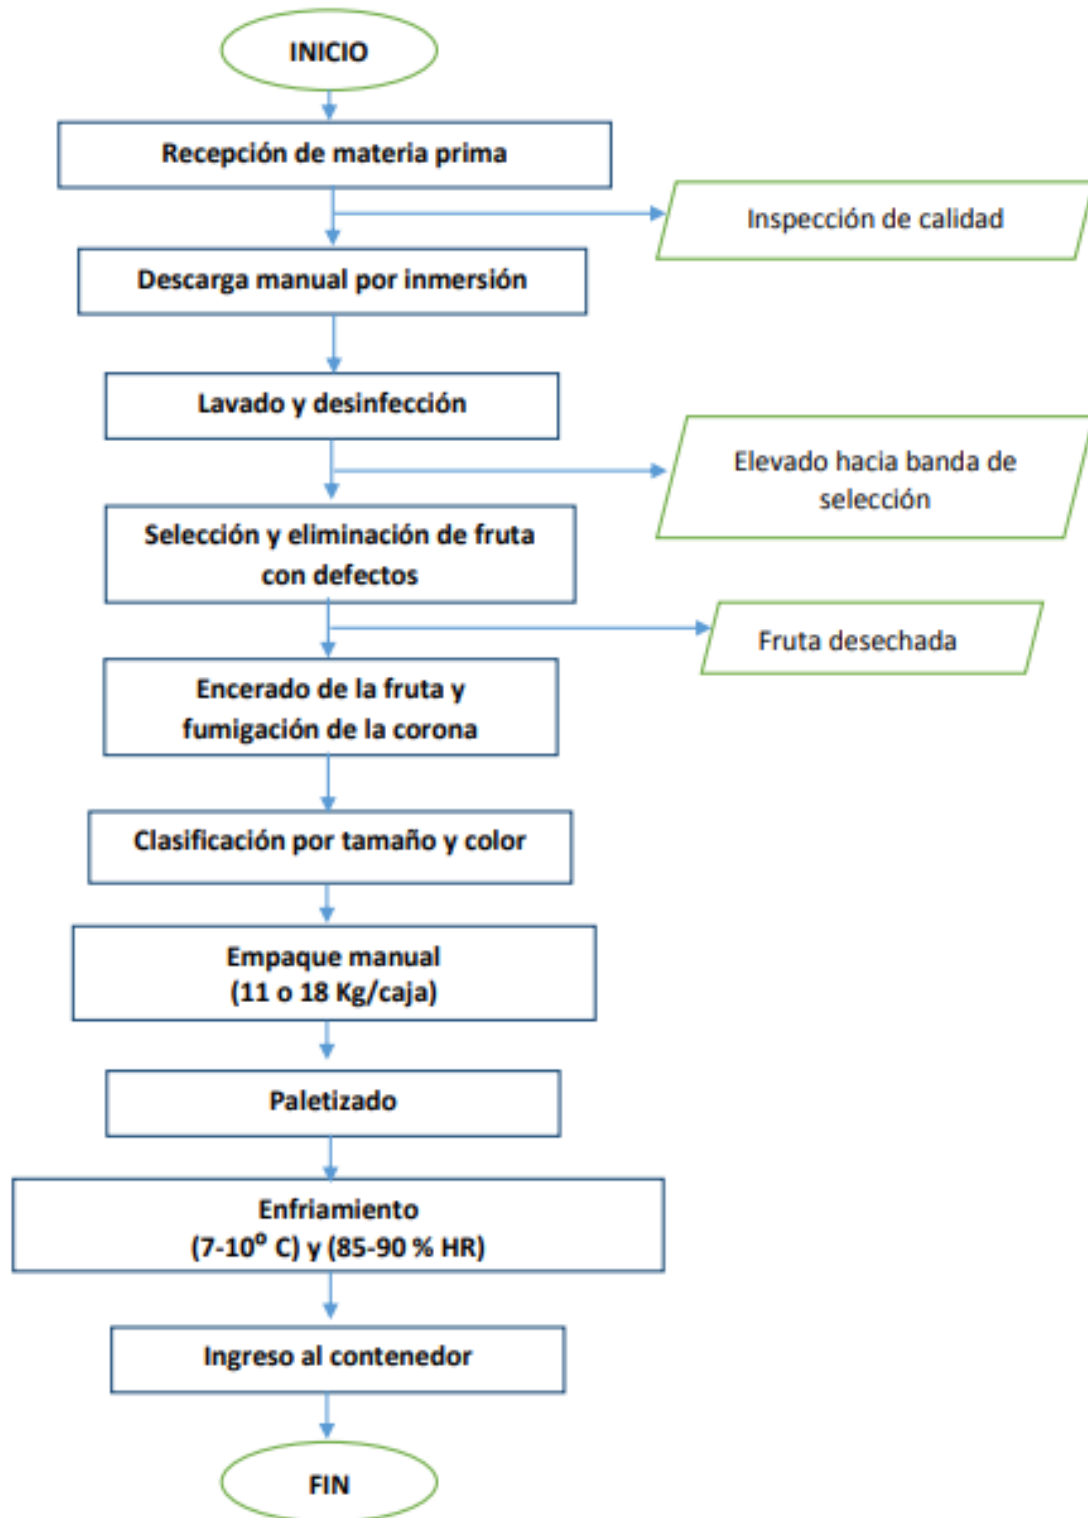 INICIO
Recepción de materia prima
Inspección de calidad
Descarga manual por inmersión
Lavado y desinfección
Elevado hacia banda de
selección
Selección y eliminación de fruta
con defectos
Fruta desechada
Encerado de la fruta y
fumigación de la corona
Clasificación por tamaño y color
Empaque manual
(11 o 18 Kg/caja)
Paletizado
Enfriamiento
(7-10⁰ C) y (85-90 % HR)
Ingreso al contenedor
FIN